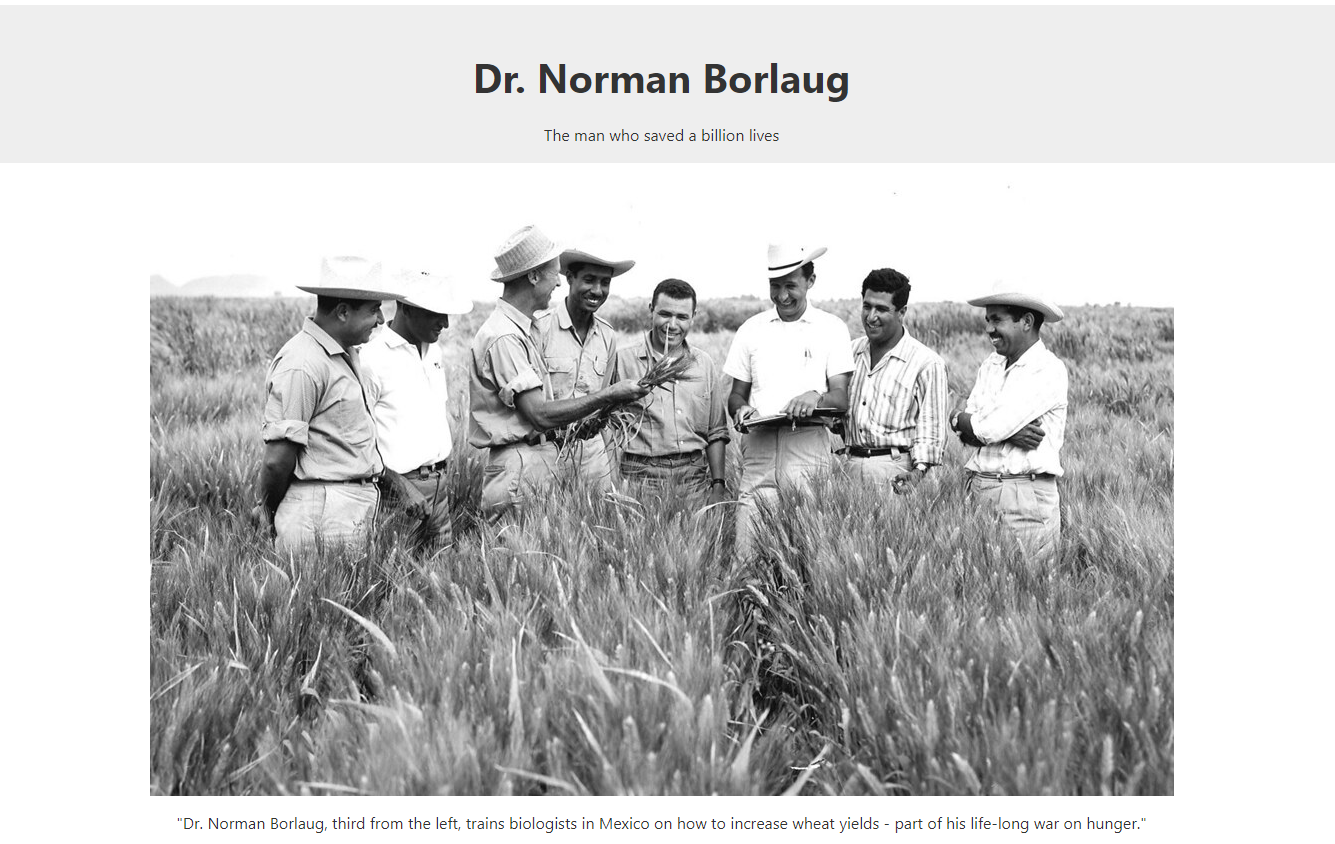 Dr. Norman Borlaug
The man who saved a billion lives
"Dr. Norman Borlaug, third from the left, trains biologists in Mexico on how to increase wheat yields - part of his life-long war on hunger."